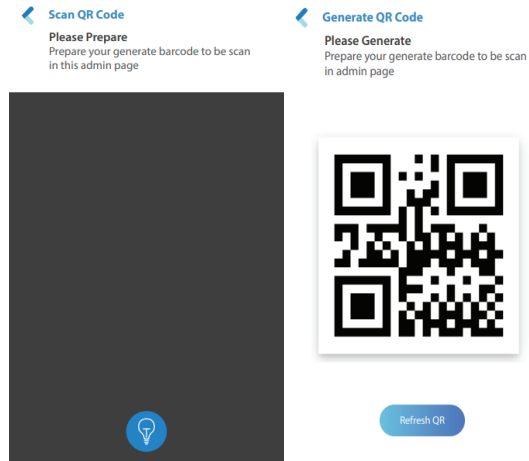 Scan QR Code
Please Prepare
Prepare your generate barcode to be scan
in this admin page
Generate QR Code
Please Generate
Prepare your generate barcode to be scan
in admin page
Refresh QR